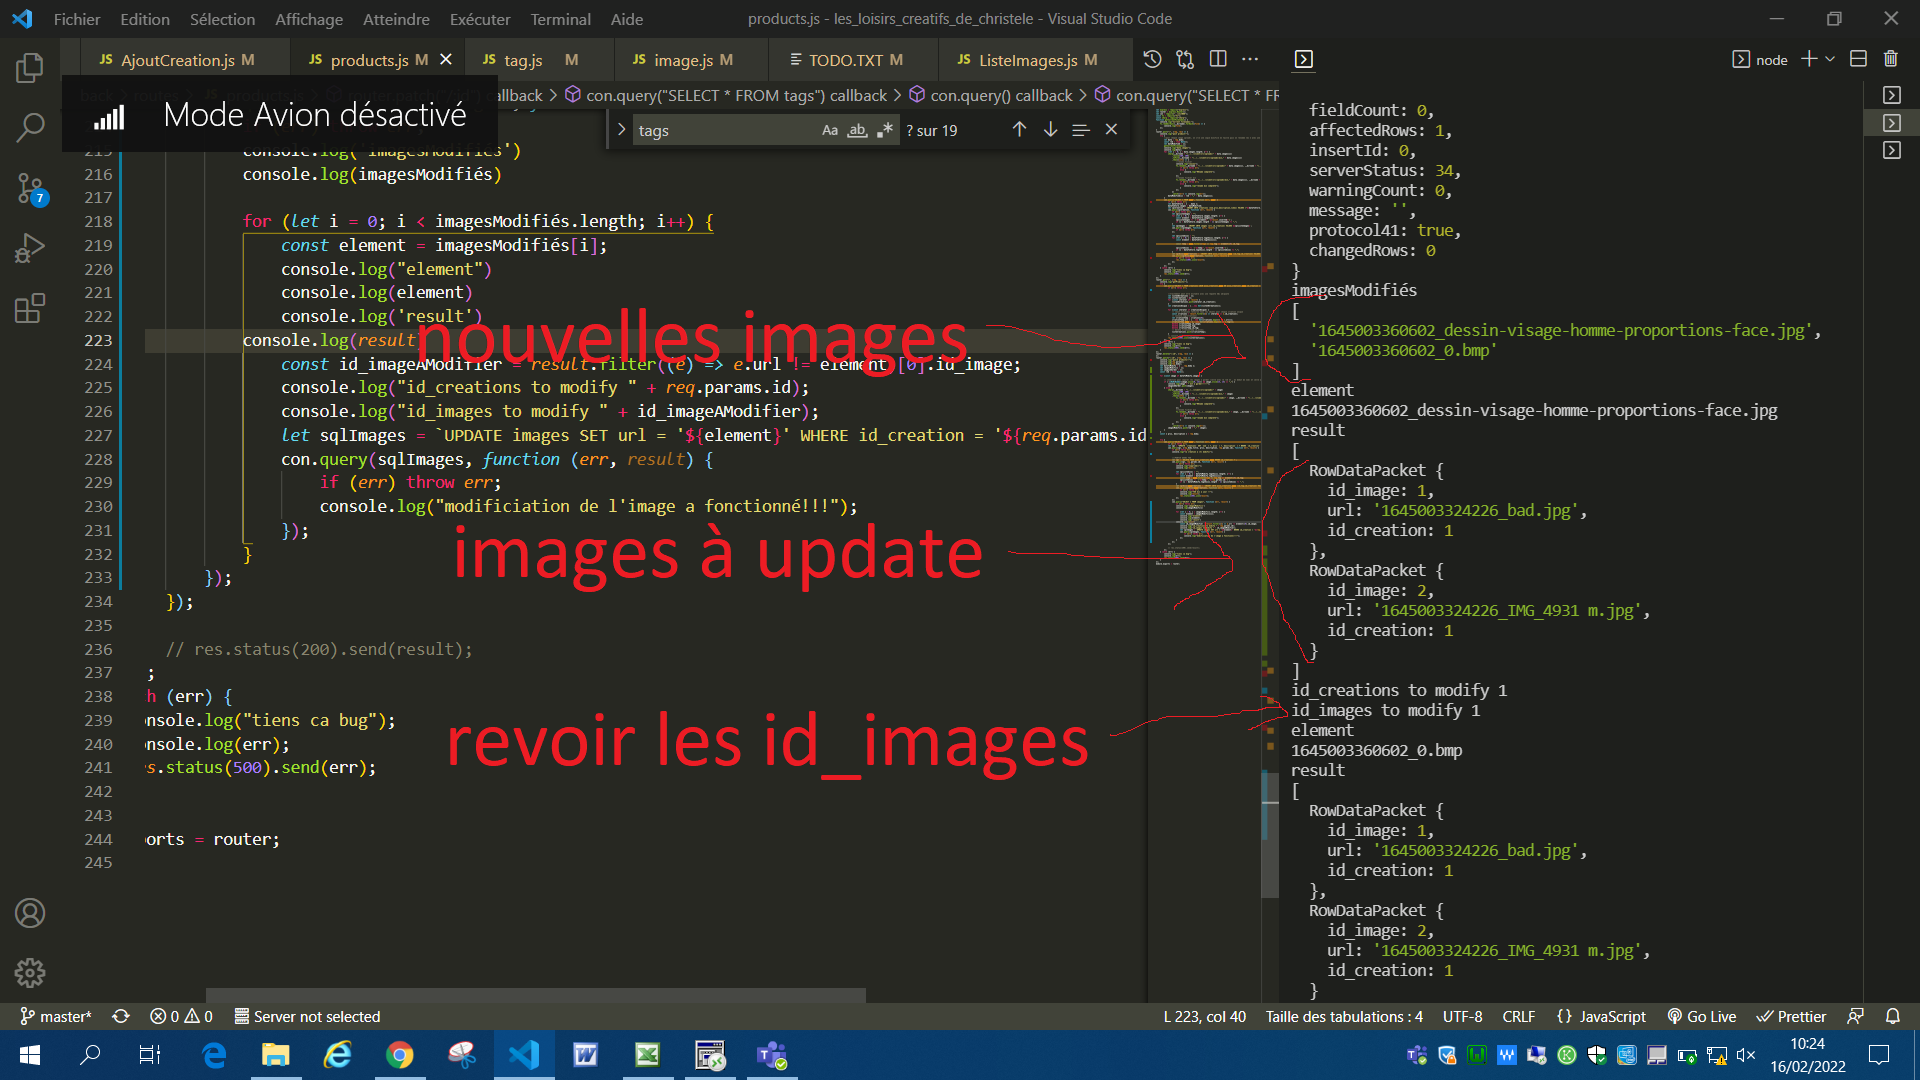 Fichier Edition Sélection Affichage Atteindre Exécuter Terminal Aide
products.js - les_loisirs_creatifs_de_christele - Visual Studio Code
JS AjoutCreation.js M
JS products.js M
JS tag.js M
JS image.js M
TODO.TXT M
JS ListeImages.js M
node
callback > con.query("SELECT * FROM tags") callback > con.query() callback > con.query("SELECT * FR
Mode Avion désactivé
tags
Aa ab ? sur 19
7
215 console.log('imagesModifiés')
216 console.log(imagesModifiés)
217
218 for (let i = 0; i < imagesModifiés.length; i++) {
219 const element = imagesModifiés[i];
220 console.log("element")
221 console.log(element)
222 console.log('result')
223 console.log(result
224 const id_imageAModifier = result.filter((e) => e.url != element)[0].id_image;
225 console.log("id_creations to modify " + req.params.id);
226 console.log("id_images to modify " + id_imageAModifier);
227 let sqlImages = `UPDATE images SET url = '${element}' WHERE id_creation = '${req.params.id
228 con.query(sqlImages, function (err, result) {
229 if (err) throw err;
230 console.log("modificiation de l'image a fonctionné!!!");
231 });
232 }
233 });
234 });
235
236 // res.status(200).send(result);
237 ;
238 h (err) {
239 onsole.log("tiens ca bug");
240 onsole.log(err);
241 s.status(500).send(err);
242
243
244 orts = router;
245
nouvelles images
images à update
revoir les id_images
fieldCount: 0,
affectedRows: 1,
insertId: 0,
serverStatus: 34,
warningCount: 0,
message: '',
protocol41: true,
changedRows: 0
}
imagesModifiés
[
'1645003360602_dessin-visage-homme-proportions-face.jpg',
'1645003360602_0.bmp'
]
element
1645003360602_dessin-visage-homme-proportions-face.jpg
result
[
RowDataPacket {
id_image: 1,
url: '1645003324226_bad.jpg',
id_creation: 1
},
RowDataPacket {
id_image: 2,
url: '1645003324226_IMG_4931 m.jpg',
id_creation: 1
}
]
id_creations to modify 1
id_images to modify 1
element
1645003360602_0.bmp
result
[
RowDataPacket {
id_image: 1,
url: '1645003324226_bad.jpg',
id_creation: 1
},
RowDataPacket {
id_image: 2,
url: '1645003324226_IMG_4931 m.jpg',
id_creation: 1
}
master* 0 0 Server not selected
L 223, col 40 Taille des tabulations : 4 UTF-8 CRLF {} JavaScript Go Live Prettier
10:24
16/02/2022